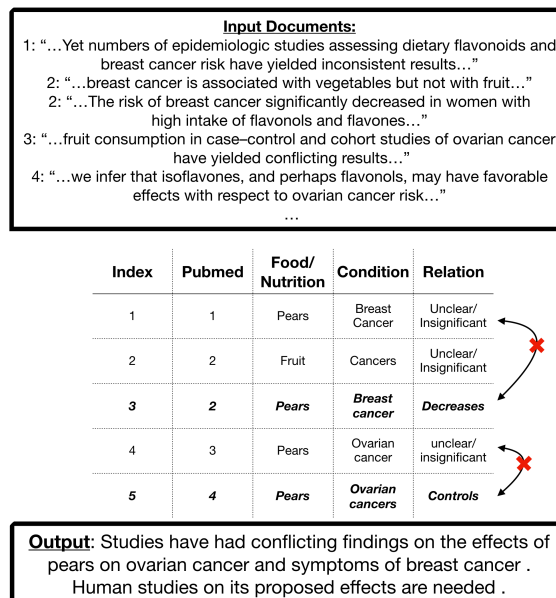 Input Documents:
1: “...Yet numbers of epidemiologic studies assessing dietary flavonoids and
breast cancer risk have yielded inconsistent results...”
2: “...breast cancer is associated with vegetables but not with fruit...”
2: “...The risk of breast cancer significantly decreased in women with
high intake of flavonols and flavones...”
3: “...fruit consumption in case–control and cohort studies of ovarian cancer
have yielded conflicting results...”
4: “...we infer that isoflavones, and perhaps flavonols, may have favorable
effects with respect to ovarian cancer risk...”
...
Index Pubmed Food/ Nutrition Condition Relation
1 1 Pears Breast Cancer Unclear/ Insignificant
2 2 Fruit Cancers Unclear/ Insignificant
3 2 Pears Breast cancer Decreases
4 3 Pears Ovarian cancer unclear/ insignificant
5 4 Pears Ovarian cancers Controls
Output: Studies have had conflicting findings on the effects of
pears on ovarian cancer and symptoms of breast cancer .
Human studies on its proposed effects are needed .